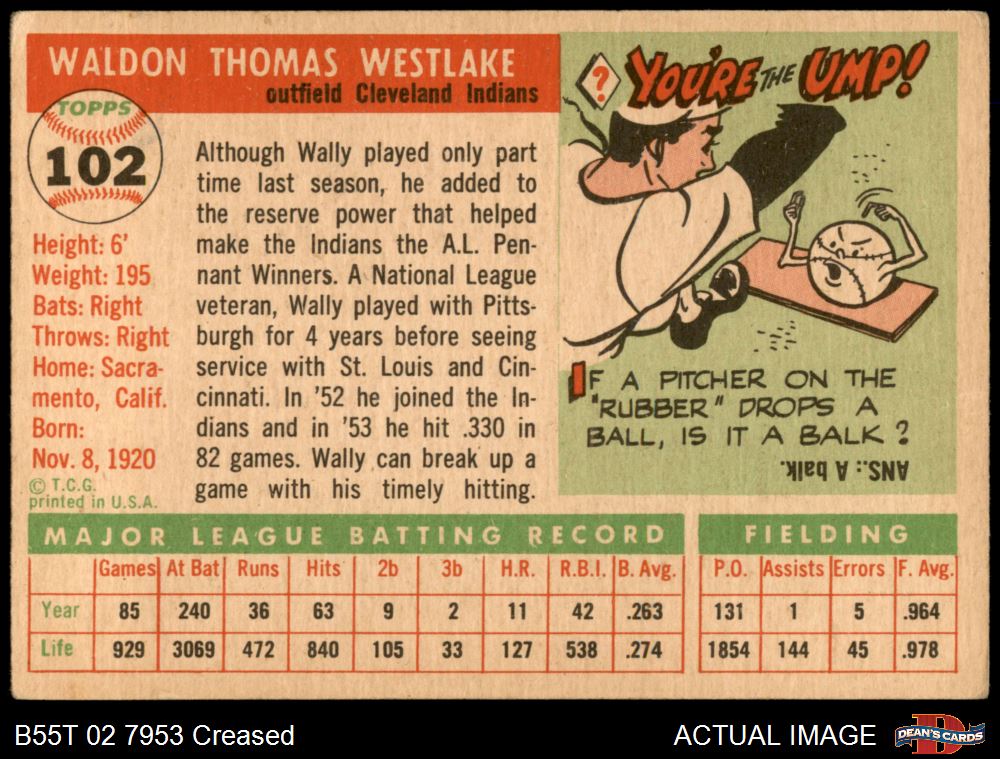 WALDON THOMAS WESTLAKE
outfield Cleveland Indians
TOPPS
102
Height: 6'
Weight: 195
Bats: Right
Throws: Right
Home: Sacra-
mento, Calif.
Born:
Nov. 8, 1920
© T.C.G.
printed in U.S.A.
Although Wally played only part
time last season, he added to
the reserve power that helped
make the Indians the A.L. Pen-
nant Winners. A National League
veteran, Wally played with Pitts-
burgh for 4 years before seeing
service with St. Louis and Cin-
cinnati. In '52 he joined the In-
dians and in '53 he hit .330 in
82 games. Wally can break up a
game with his timely hitting.
? YOU'RE THE UMP!
IF A PITCHER ON THE
"RUBBER" DROPS A
BALL, IS IT A BALK?
ANS.: A balk.
MAJOR LEAGUE BATTING RECORD
Games At Bat Runs Hits 2b 3b H.R. R.B.I. B. Avg.
Year 85 240 36 63 9 2 11 42 .263
Life 929 3069 472 840 105 33 127 538 .274
FIELDING
P.O. Assists Errors F. Avg.
131 1 5 .964
1854 144 45 .978
B55T 02 7953 Creased
ACTUAL IMAGE
D
DEAN'S CARDS